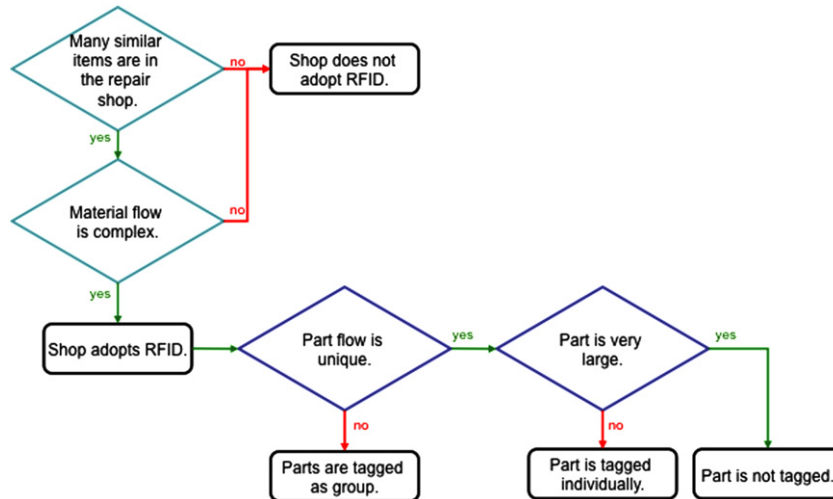 Many similar
items are in
the repair
shop.
no
Shop does not
adopt RFID.
yes
Material flow
is complex.
no
yes
Shop adopts RFID.
Part flow is
unique.
yes
Part is very
large.
yes
no
no
Parts are tagged
as group.
Part is tagged
individually.
Part is not tagged.